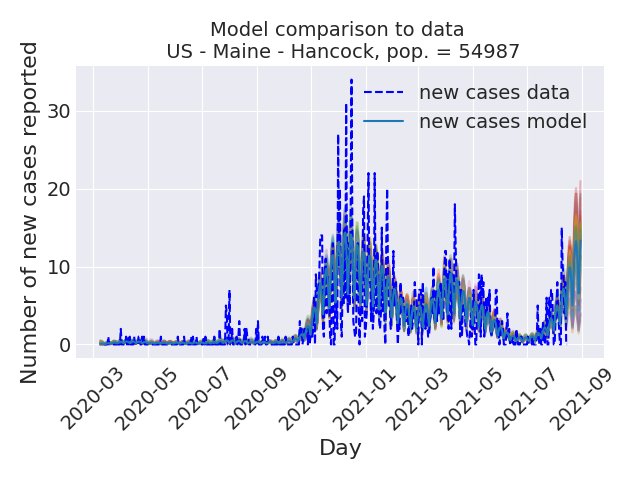 Model comparison to data
US - Maine - Hancock, pop. = 54987
new cases data
new cases model
Number of new cases reported
30
20
10
0
2020-03
2020-05
2020-07
2020-09
2020-11
2021-01
2021-03
2021-05
2021-07
2021-09
Day